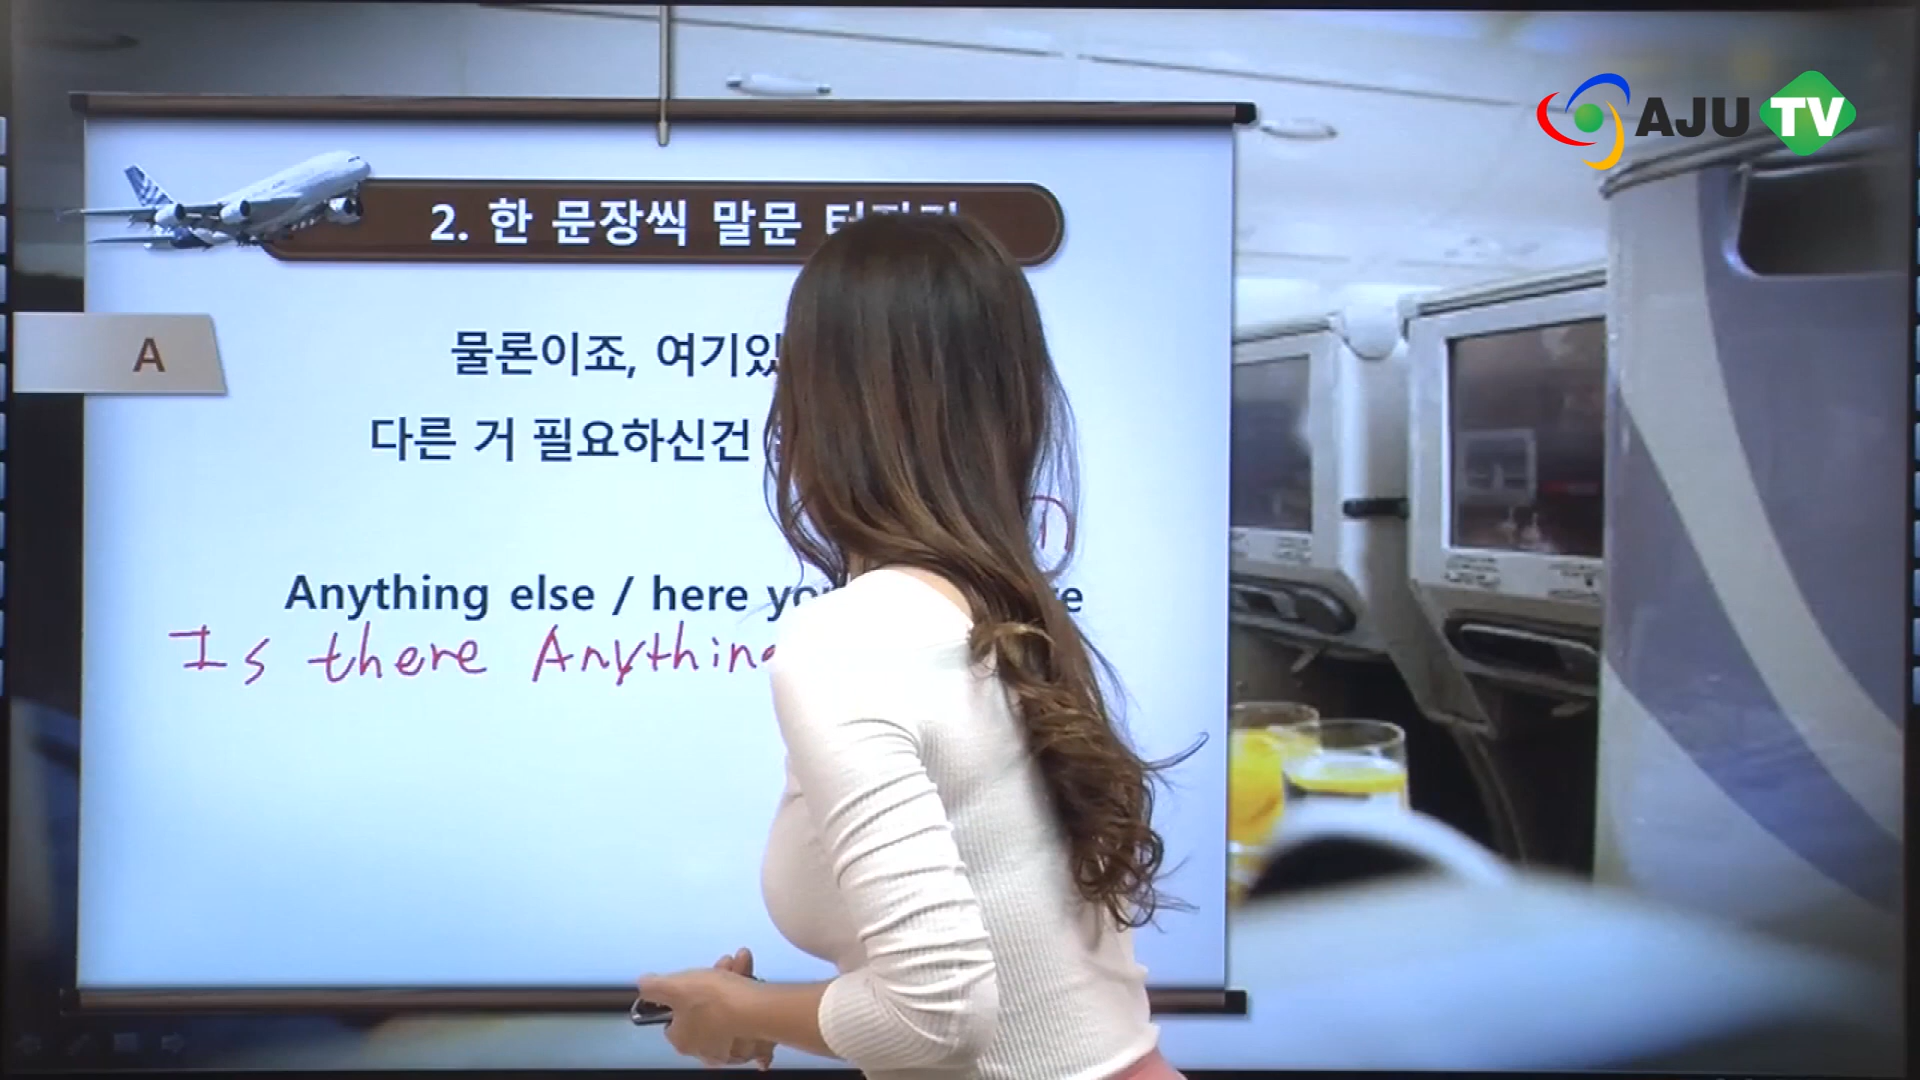 AJU TV
2. 한 문장씩 말문
A
물론이죠, 여기있
다른 거 필요하신건
Anything else / here you
Is there Anything